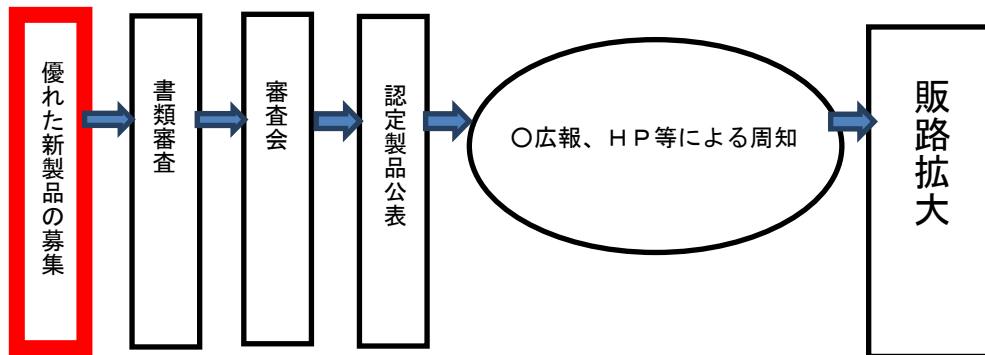 優れた新製品の募集
書類審査
審査会
認定製品公表
〇広報、ＨＰ等による周知
販路拡大